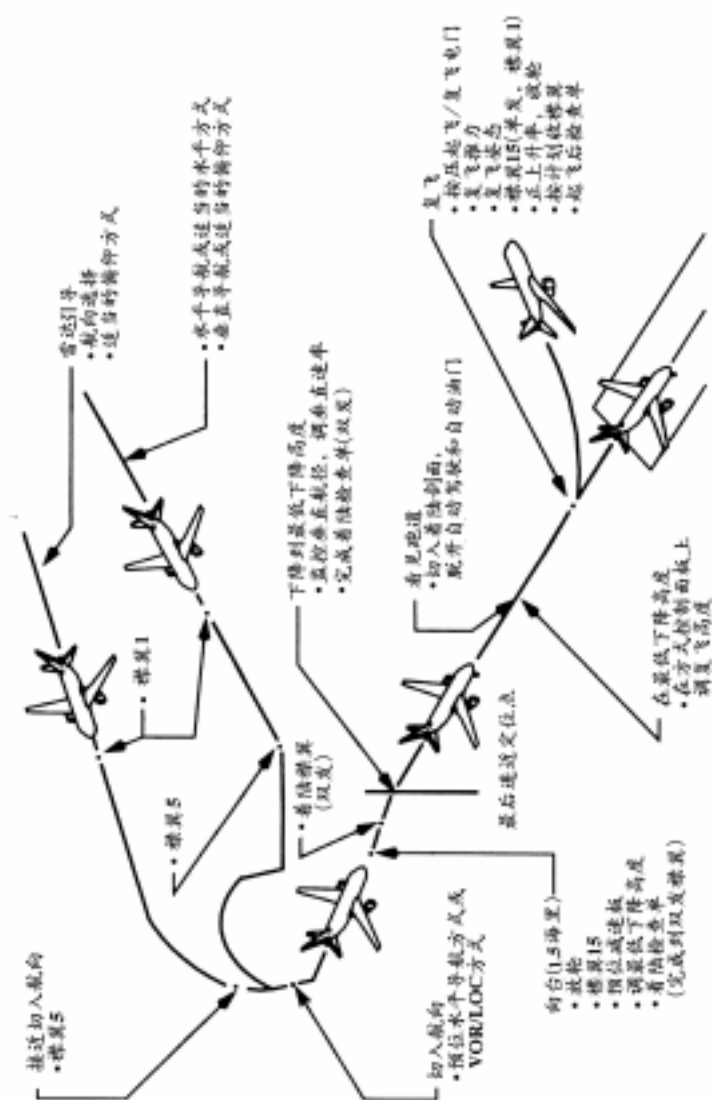 雷达引导
• 航向选择
• 适当的俯仰方式
• 水平导航或适当的水平方式
• 垂直导航或适当的俯仰方式
• 襟翼1
接近切入航向
• 襟翼5
• 襟翼5
切入航向
• 预位水平导航方式或
VOR/LOC方式
• 着陆襟翼
(双发)
向台(1.5海里)
• 放轮
• 襟翼15
• 预位减速板
• 调最低下降高度
• 着陆检查单
(完成到双发襟翼)
最后进近定位点
下降到最低下降高度
• 监控垂直航径，调垂直速率
• 完成着陆检查单(双发)
看见跑道
• 切入着陆剖面，
脱开自动驾驶和自动油门
在最低下降高度
• 在方式控制面板上
调复飞高度
复飞
• 按压起飞/复飞电门
• 复飞推力
• 复飞姿态
• 襟翼15(单发，襟翼1)
• 正上升率，收轮
• 按计划收襟翼
• 起飞后检查单